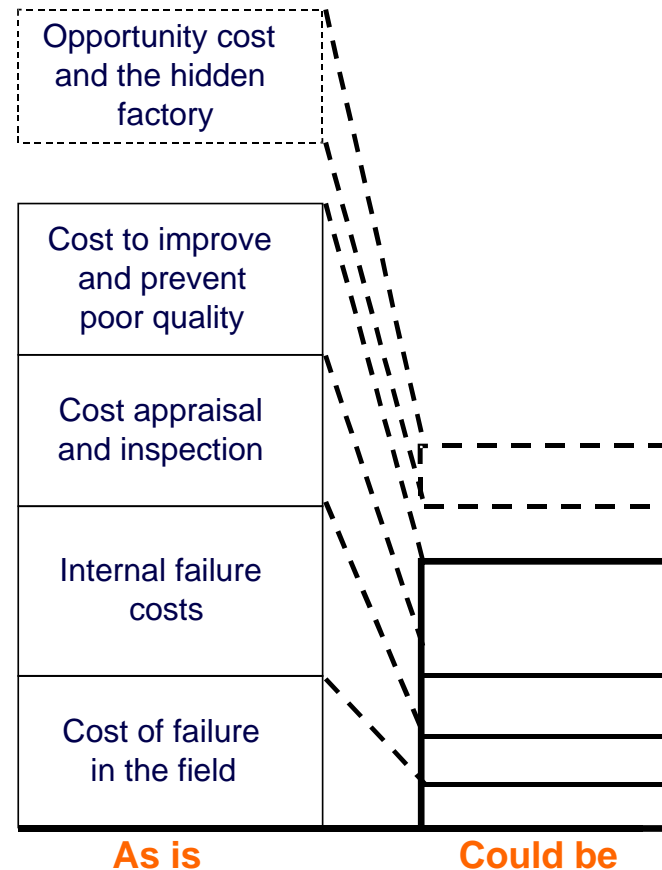 Opportunity cost
and the hidden
factory
Cost to improve
and prevent
poor quality
Cost appraisal
and inspection
Internal failure
costs
Cost of failure
in the field
As is
Could be